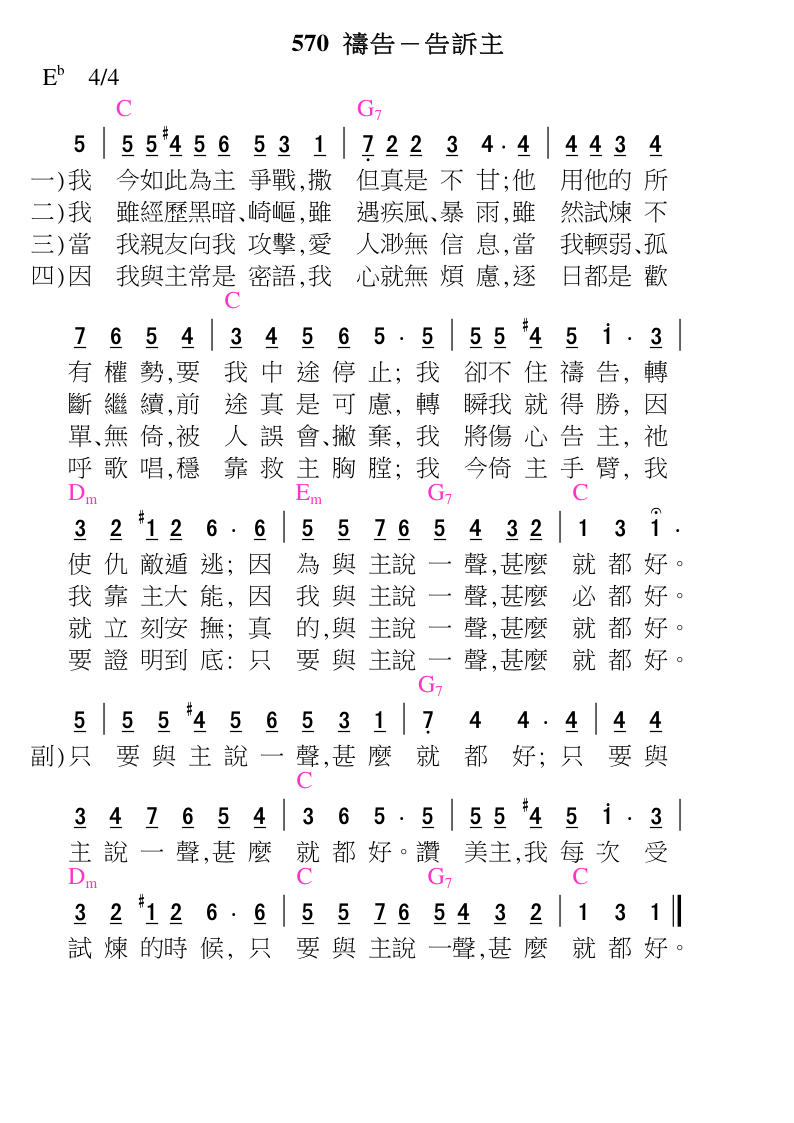 570 禱告－告訴主
E♭ 4/4
C G7
5 | 5 5 #4 5 6 5 3 1 | 7 2 2 3 4 · 4 | 4 4 3 4
一)我 今如此為主 爭戰,撒 但真是 不 甘;他 用他的 所
二)我 雖經歷黑暗、崎嶇,雖 遇疾風、暴 雨,雖 然試煉 不
三)當 我親友向我 攻擊,愛 人渺無 信 息,當 我輭弱、孤
四)因 我與主常是 密語,我 心就無 煩 慮,逐 日都是 歡
C
7 6 5 4 | 3 4 5 6 5 · 5 | 5 5 #4 5 i · 3 |
有 權 勢,要 我 中 途 停 止; 我 卻不 住 禱 告, 轉
斷 繼 續,前 途 真 是 可 慮, 轉 瞬我 就 得 勝, 因
單、無 倚,被 人 誤 會、撇 棄, 我 將傷 心 告 主, 祂
呼 歌 唱,穩 靠 救 主 胸 膛; 我 今倚 主 手 臂, 我
Dm Em G7 C
3 2 #1 2 6 · 6 | 5 5 7 6 5 4 3 2 | 1 3 i ·
使 仇 敵遁 逃; 因 為 與 主說 一 聲,甚麼 就 都 好。
我 靠 主大 能, 因 我 與 主說 一 聲,甚麼 必 都 好。
就 立 刻安 撫; 真 的,與 主說 一 聲,甚麼 就 都 好。
要 證 明到 底: 只 要 與 主說 一 聲,甚麼 就 都 好。
G7
5 | 5 5 #4 5 6 5 3 1 | 7 4 4 · 4 | 4 4
副)只 要 與 主 說 一 聲,甚 麼 就 都 好; 只 要 與
C
3 4 7 6 5 4 | 3 6 5 · 5 | 5 5 #4 5 i · 3 |
主 說 一 聲,甚 麼 就 都 好。讚 美主,我 每 次 受
Dm C G7 C
3 2 #1 2 6 · 6 | 5 5 7 6 5 4 3 2 | 1 3 1 ‖
試 煉 的時 候, 只 要 與 主說 一聲,甚 麼 就 都 好。